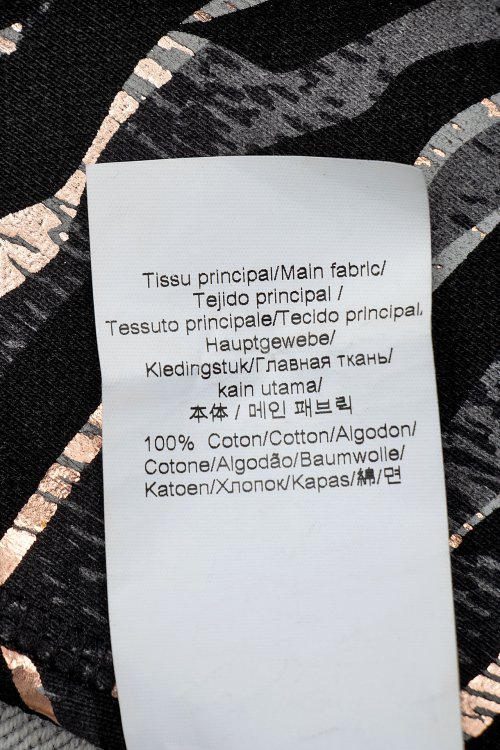 Tissu principal/Main fabric/
Tejido principal /
Tessuto principale/Tecido principal,
Hauptgewebe/
Kledingstuk/Главная ткань/
kain utama/
本体 / 메인 패브릭
100% Coton/Cotton/Algodon/
Cotone/Algodão/Baumwolle/
Katoen/Хлопок/Kapas/綿/면